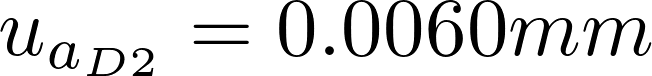 u_{a_{D2}} = 0.0060mm